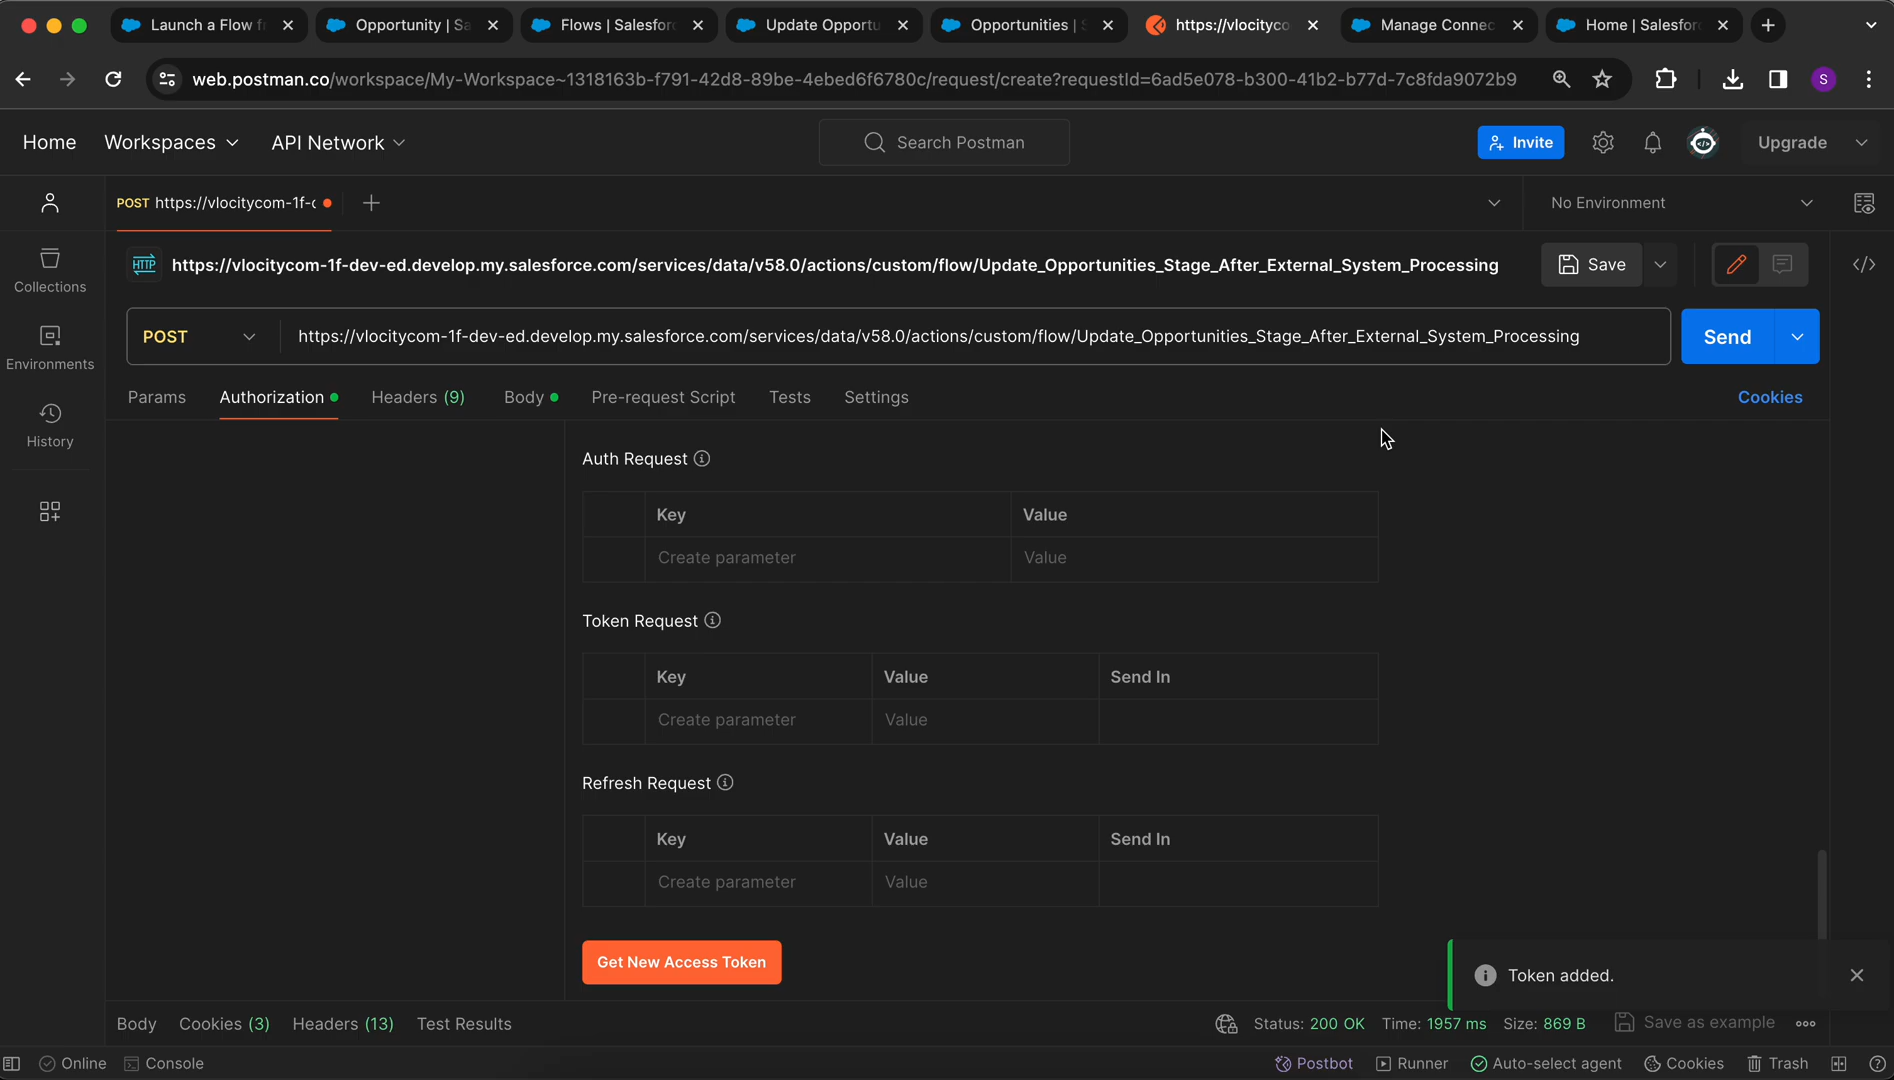 Launch a Flow f
Opportunity | Sa
Flows | Salesforc
Update Opportu
Opportunities | S
https://vlocityco
Manage Connec
Home | Salesfor
web.postman.co/workspace/My-Workspace~1318163b-f791-42d8-89be-4ebed6f6780c/request/create?requestId=6ad5e078-b300-41b2-b77d-7c8fda9072b9
S
Home
Workspaces
API Network
Search Postman
Invite
Upgrade
POST https://vlocitycom-1f-c
No Environment
HTTP
https://vlocitycom-1f-dev-ed.develop.my.salesforce.com/services/data/v58.0/actions/custom/flow/Update_Opportunities_Stage_After_External_System_Processing
Save
Collections
Environments
History
POST
https://vlocitycom-1f-dev-ed.develop.my.salesforce.com/services/data/v58.0/actions/custom/flow/Update_Opportunities_Stage_After_External_System_Processing
Send
Params
Authorization
Headers (9)
Body
Pre-request Script
Tests
Settings
Cookies
Auth Request
Key Value
Create parameter Value
Token Request
Key Value Send In
Create parameter Value
Refresh Request
Key Value Send In
Create parameter Value
Get New Access Token
Token added.
Body
Cookies (3)
Headers (13)
Test Results
Status: 200 OK
Time: 1957 ms
Size: 869 B
Save as example
Online
Console
Postbot
Runner
Auto-select agent
Cookies
Trash